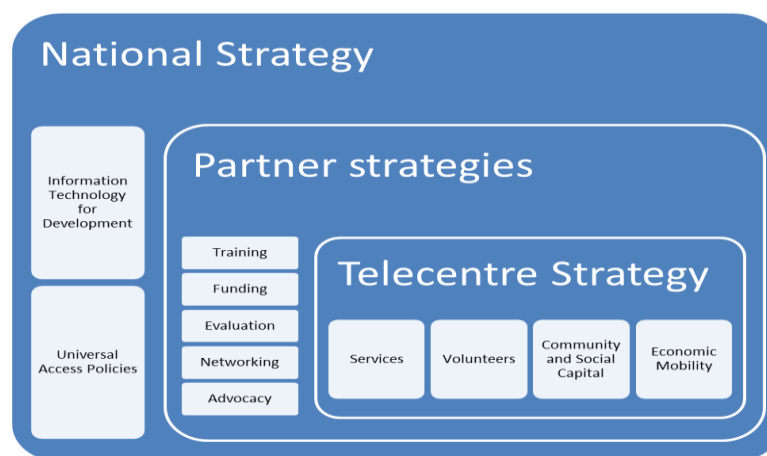 National Strategy
Information
Technology
for
Development
Universal
Access Policies
Partner strategies
Training
Funding
Evaluation
Networking
Advocacy
Telecentre Strategy
Services
Volunteers
Community
and Social
Capital
Economic
Mobility